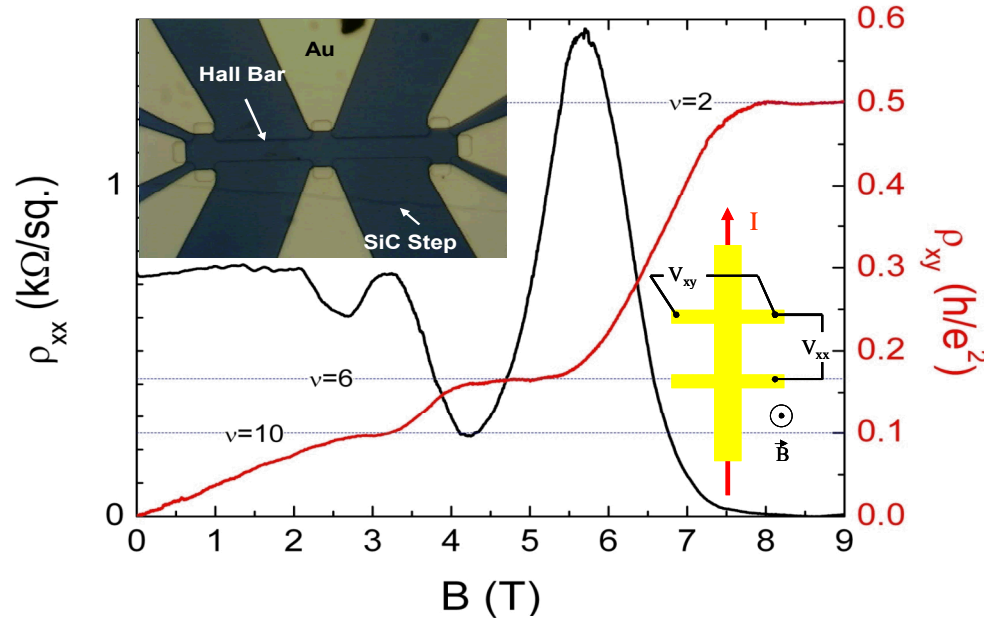 Au
Hall Bar
SiC Step
ν=2
ν=6
ν=10
I
Vxy
Vxx
B
ρxx (kΩ/sq.)
1
0
ρxy (h/e²)
0.6
0.5
0.4
0.3
0.2
0.1
0.0
0 1 2 3 4 5 6 7 8 9
B (T)